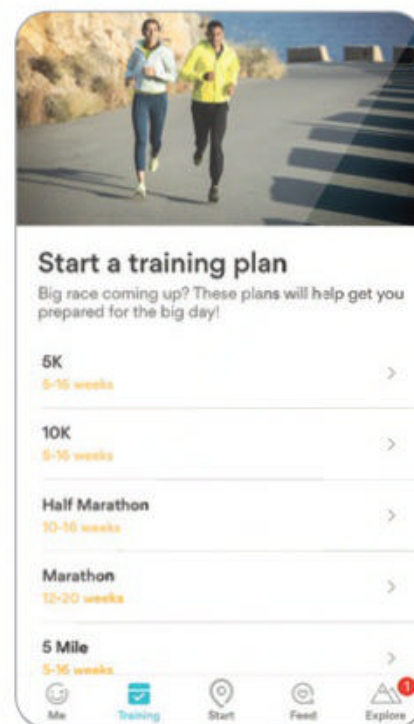 Start a training plan
Big race coming up? These plans will help get you
prepared for the big day!
5K
5-16 weeks
10K
5-16 weeks
Half Marathon
10-16 weeks
Marathon
12-20 weeks
5 Mile
5-16 weeks
Me Training Start Feed Explore
1